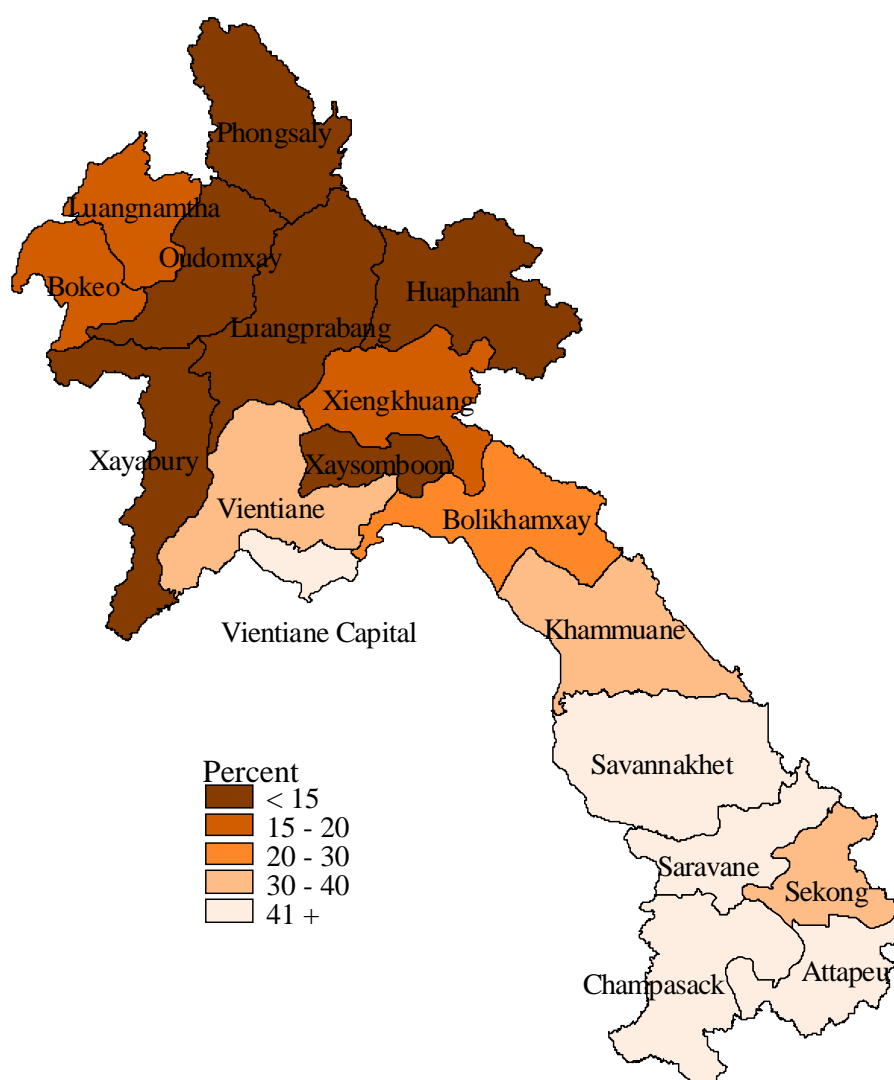 Phongsaly
Luangnamtha
Oudomxay
Bokeo
Huaphanh
Luangprabang
Xiengkhuang
Xayabury
Xaysomboon
Vientiane
Bolikhamxay
Vientiane Capital
Khammuane
Savannakhet
Percent
< 15
15 - 20
20 - 30
30 - 40
41 +
Saravane
Sekong
Champasack
Attapeu